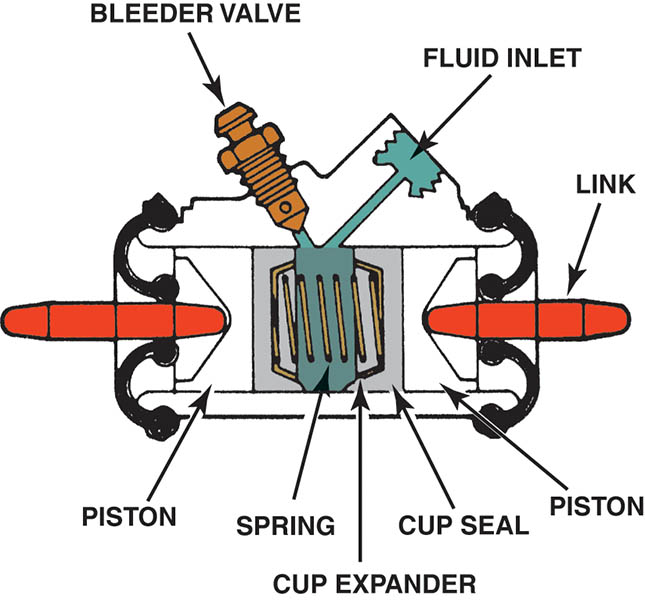 BLEEDER VALVE
FLUID INLET
LINK
PISTON
SPRING
CUP SEAL
PISTON
CUP EXPANDER